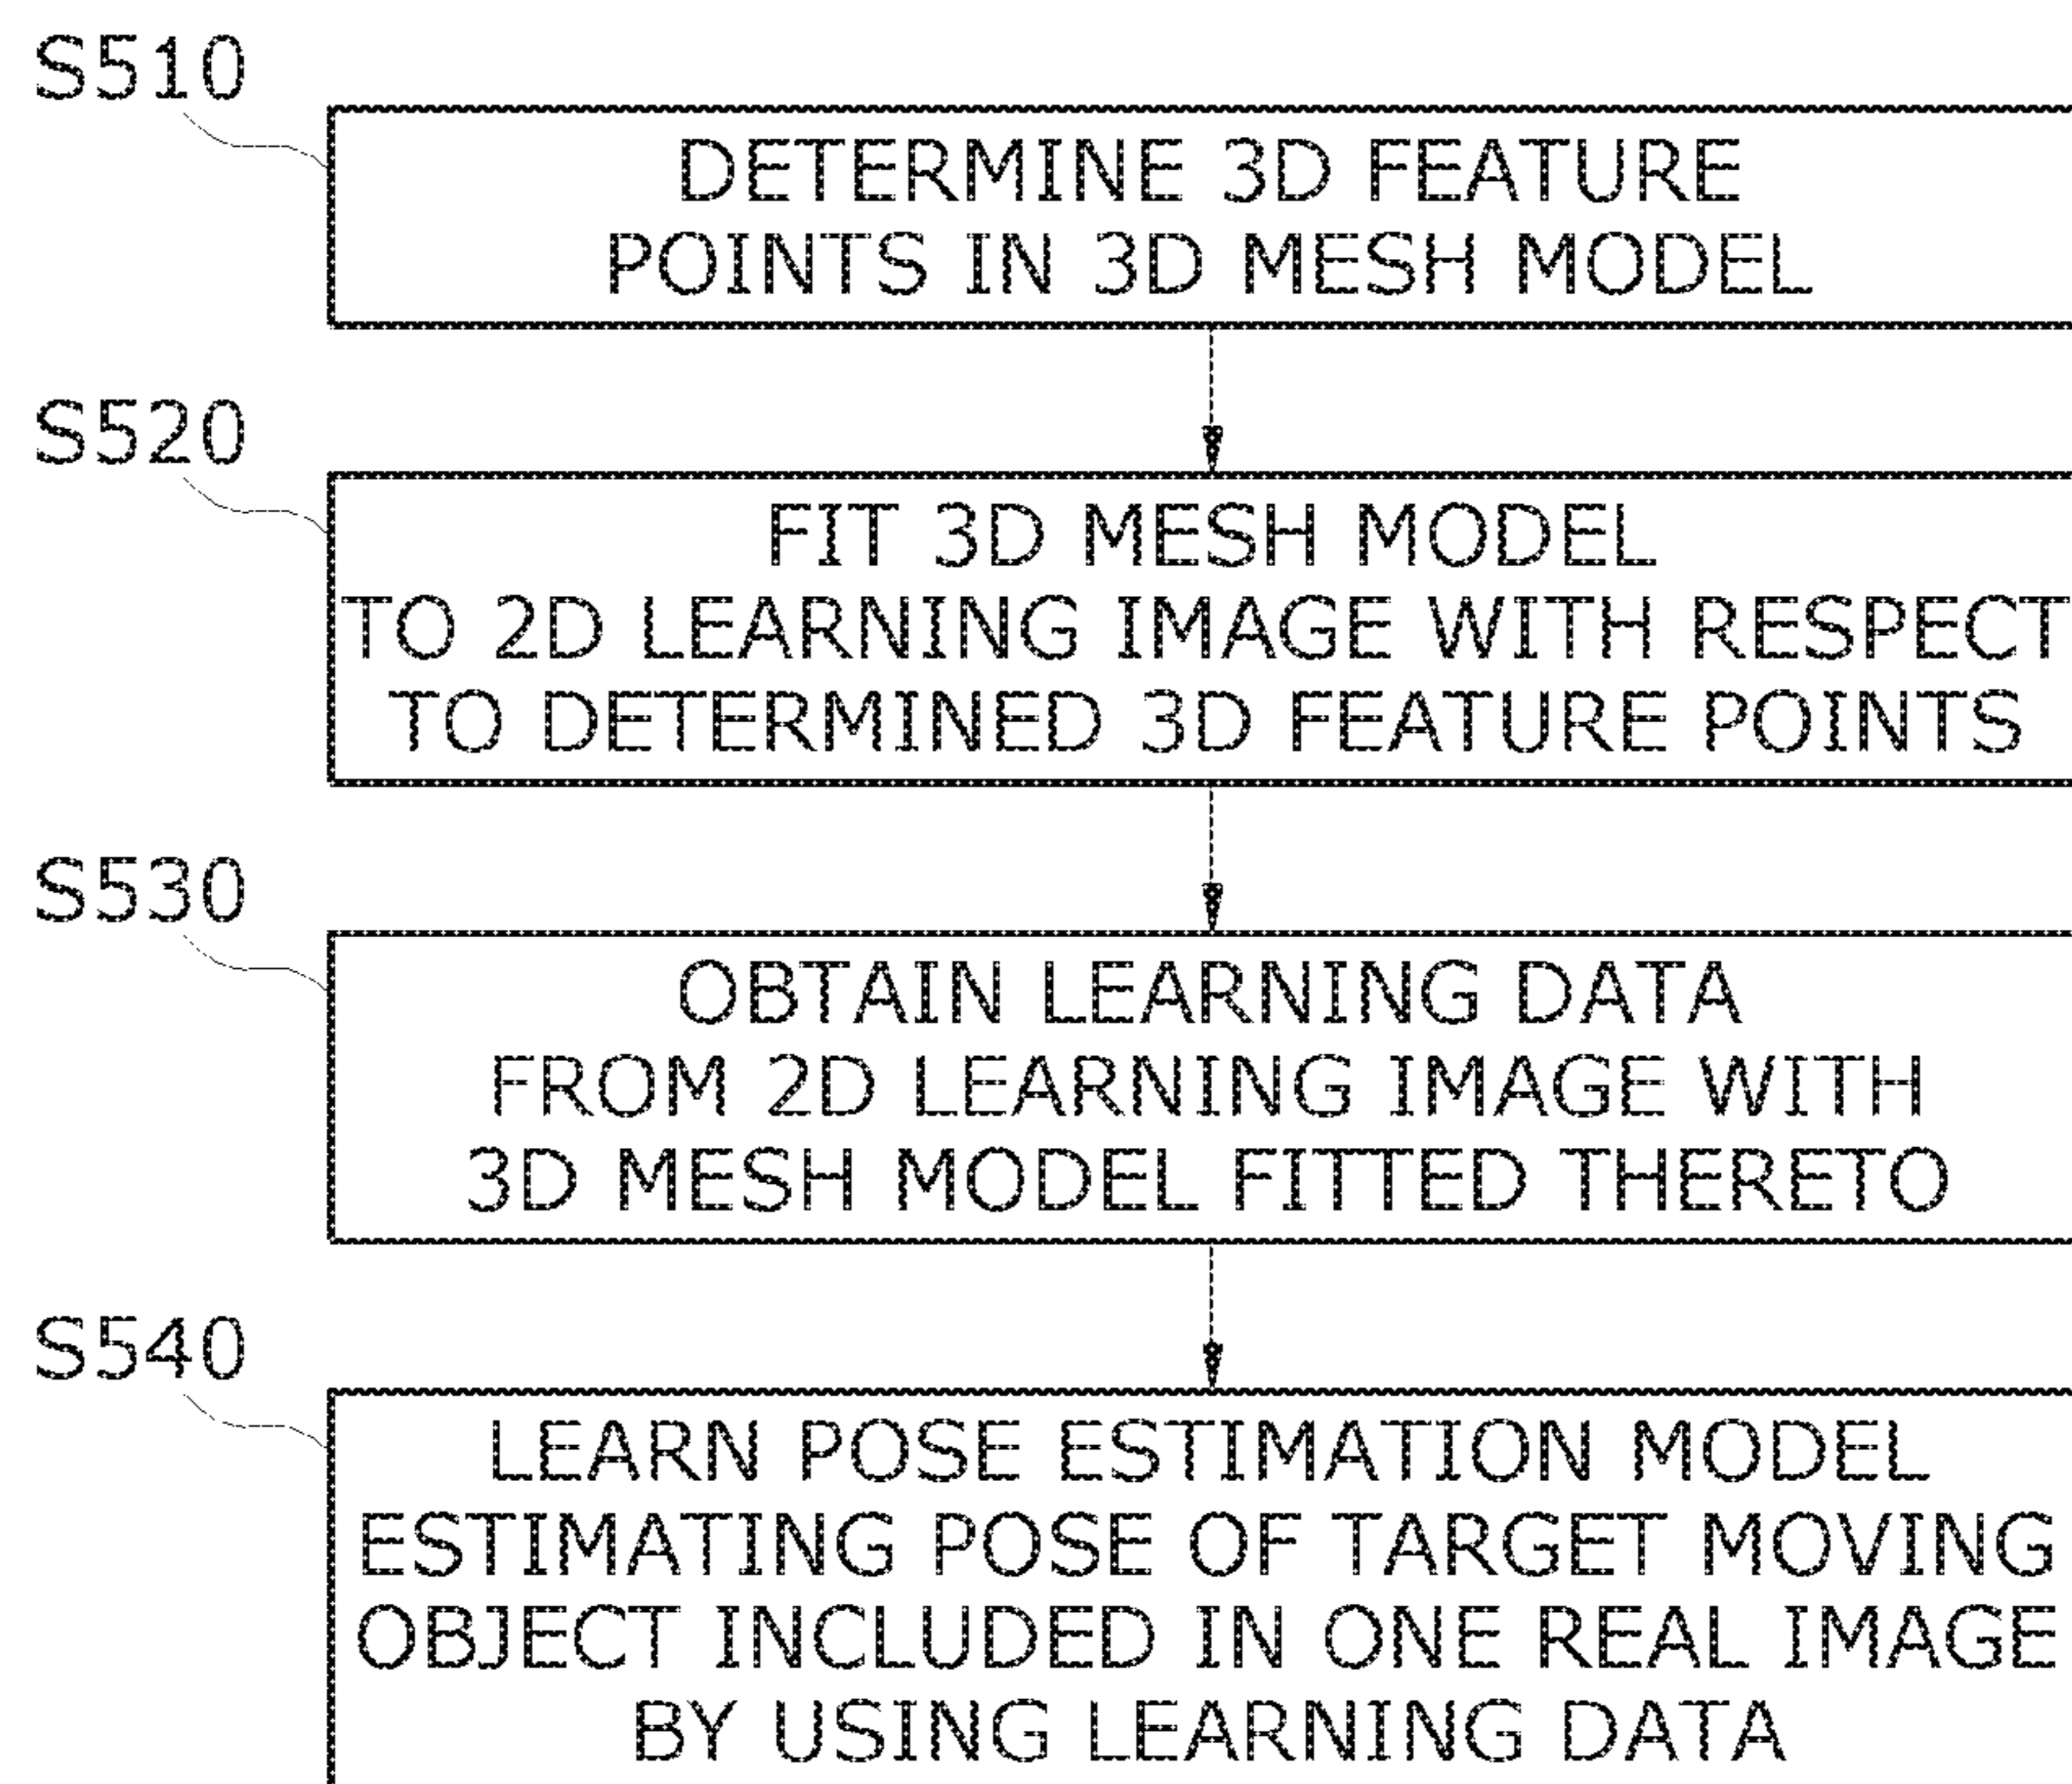 S510
DETERMINE 3D FEATURE
POINTS IN 3D MESH MODEL
S520
FIT 3D MESH MODEL
TO 2D LEARNING IMAGE WITH RESPECT
TO DETERMINED 3D FEATURE POINTS
S530
OBTAIN LEARNING DATA
FROM 2D LEARNING IMAGE WITH
3D MESH MODEL FITTED THERETO
S540
LEARN POSE ESTIMATION MODEL
ESTIMATING POSE OF TARGET MOVING
OBJECT INCLUDED IN ONE REAL IMAGE
BY USING LEARNING DATA